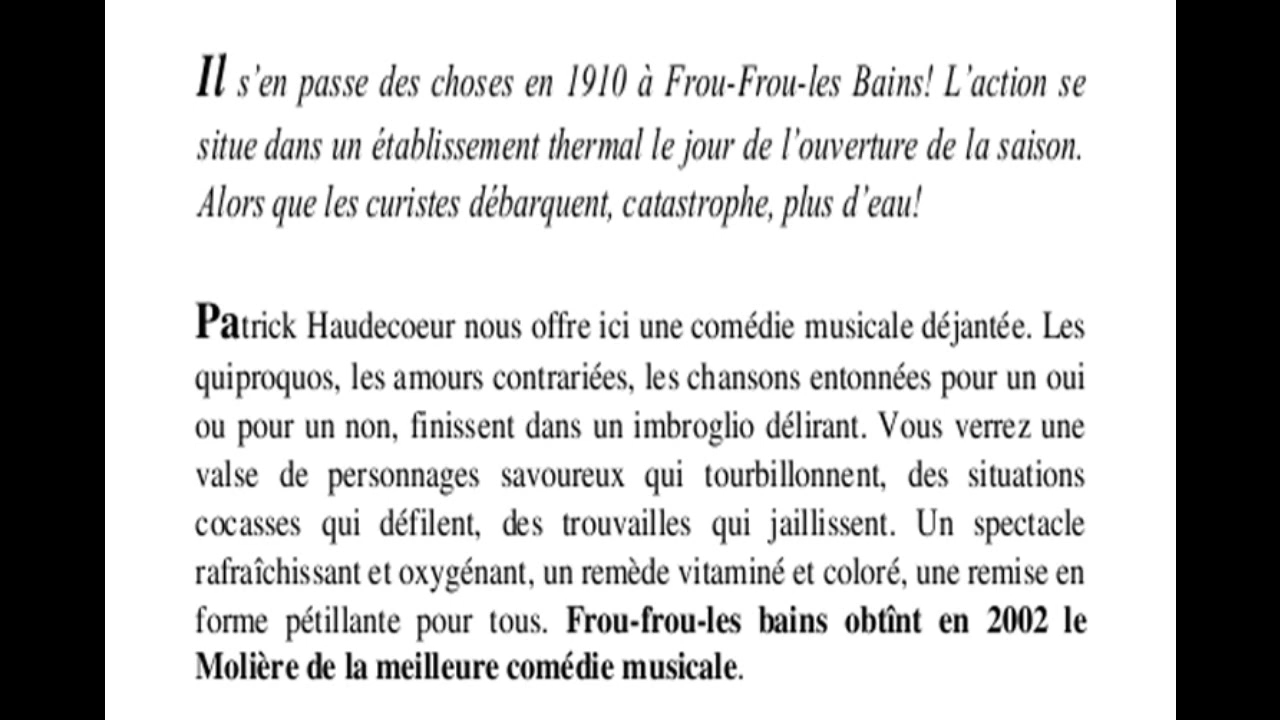 Il s'en passe des choses en 1910 à Frou-Frou-les Bains! L'action se
situe dans un établissement thermal le jour de l'ouverture de la saison.
Alors que les curistes débarquent, catastrophe, plus d'eau!
Patrick Haudecoeur nous offre ici une comédie musicale déjantée. Les
quiproquos, les amours contrariées, les chansons entonnées pour un oui
ou pour un non, finissent dans un imbroglio délirant. Vous verrez une
valse de personnages savoureux qui tourbillonnent, des situations
cocasses qui défilent, des trouvailles qui jaillissent. Un spectacle
rafraîchissant et oxygénant, un remède vitaminé et coloré, une remise en
forme pétillante pour tous. Frou-frou-les bains obtînt en 2002 le
Molière de la meilleure comédie musicale.